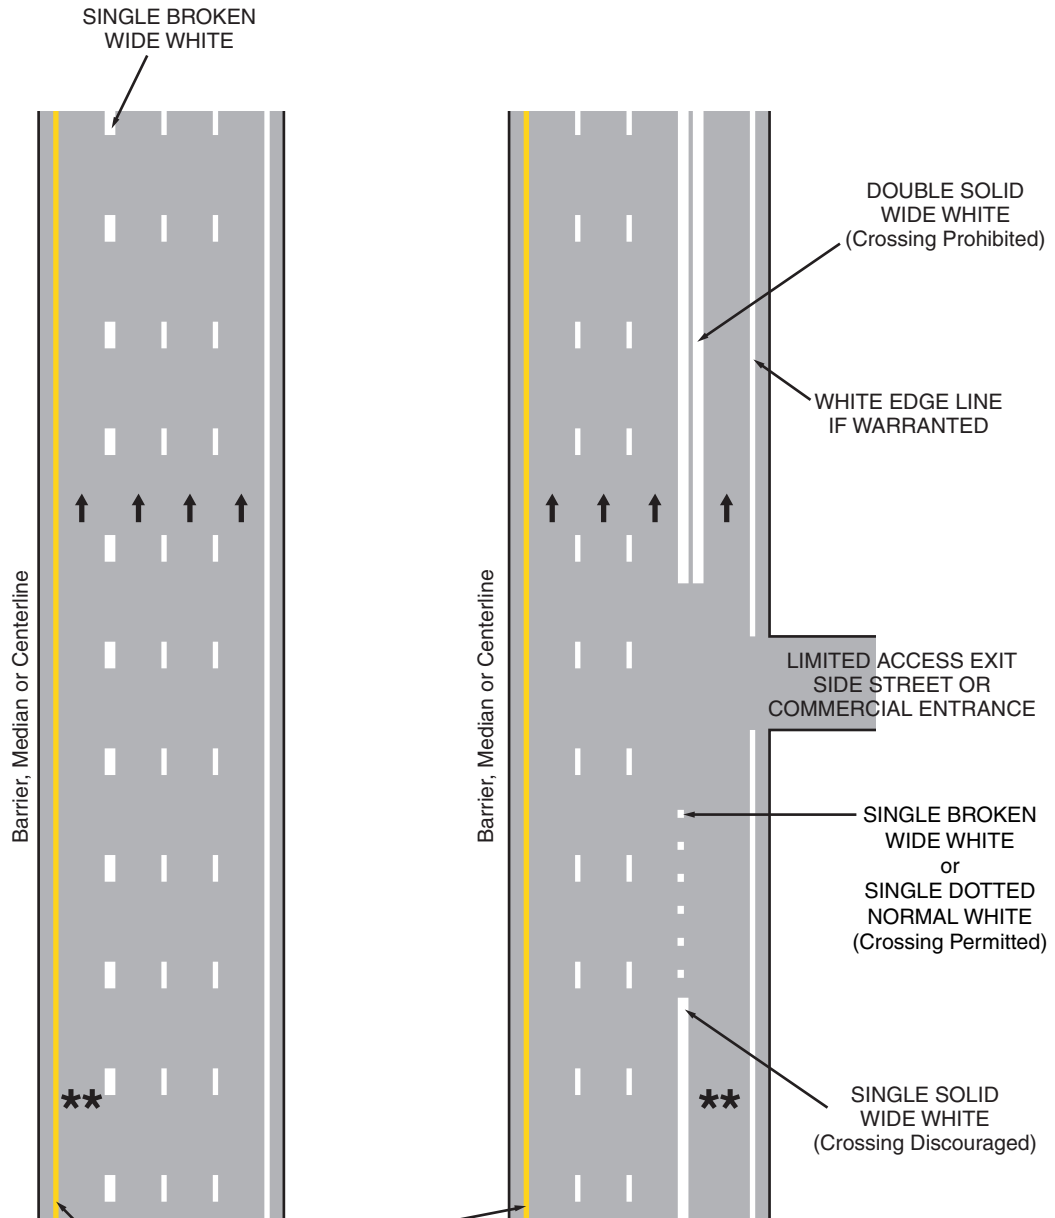 SINGLE BROKEN
WIDE WHITE
DOUBLE SOLID
WIDE WHITE
(Crossing Prohibited)
WHITE EDGE LINE
IF WARRANTED
Barrier, Median or Centerline
Barrier, Median or Centerline
LIMITED ACCESS EXIT
SIDE STREET OR
COMMERCIAL ENTRANCE
SINGLE BROKEN
WIDE WHITE
or
SINGLE DOTTED
NORMAL WHITE
(Crossing Permitted)
**
**
SINGLE SOLID
WIDE WHITE
(Crossing Discouraged)